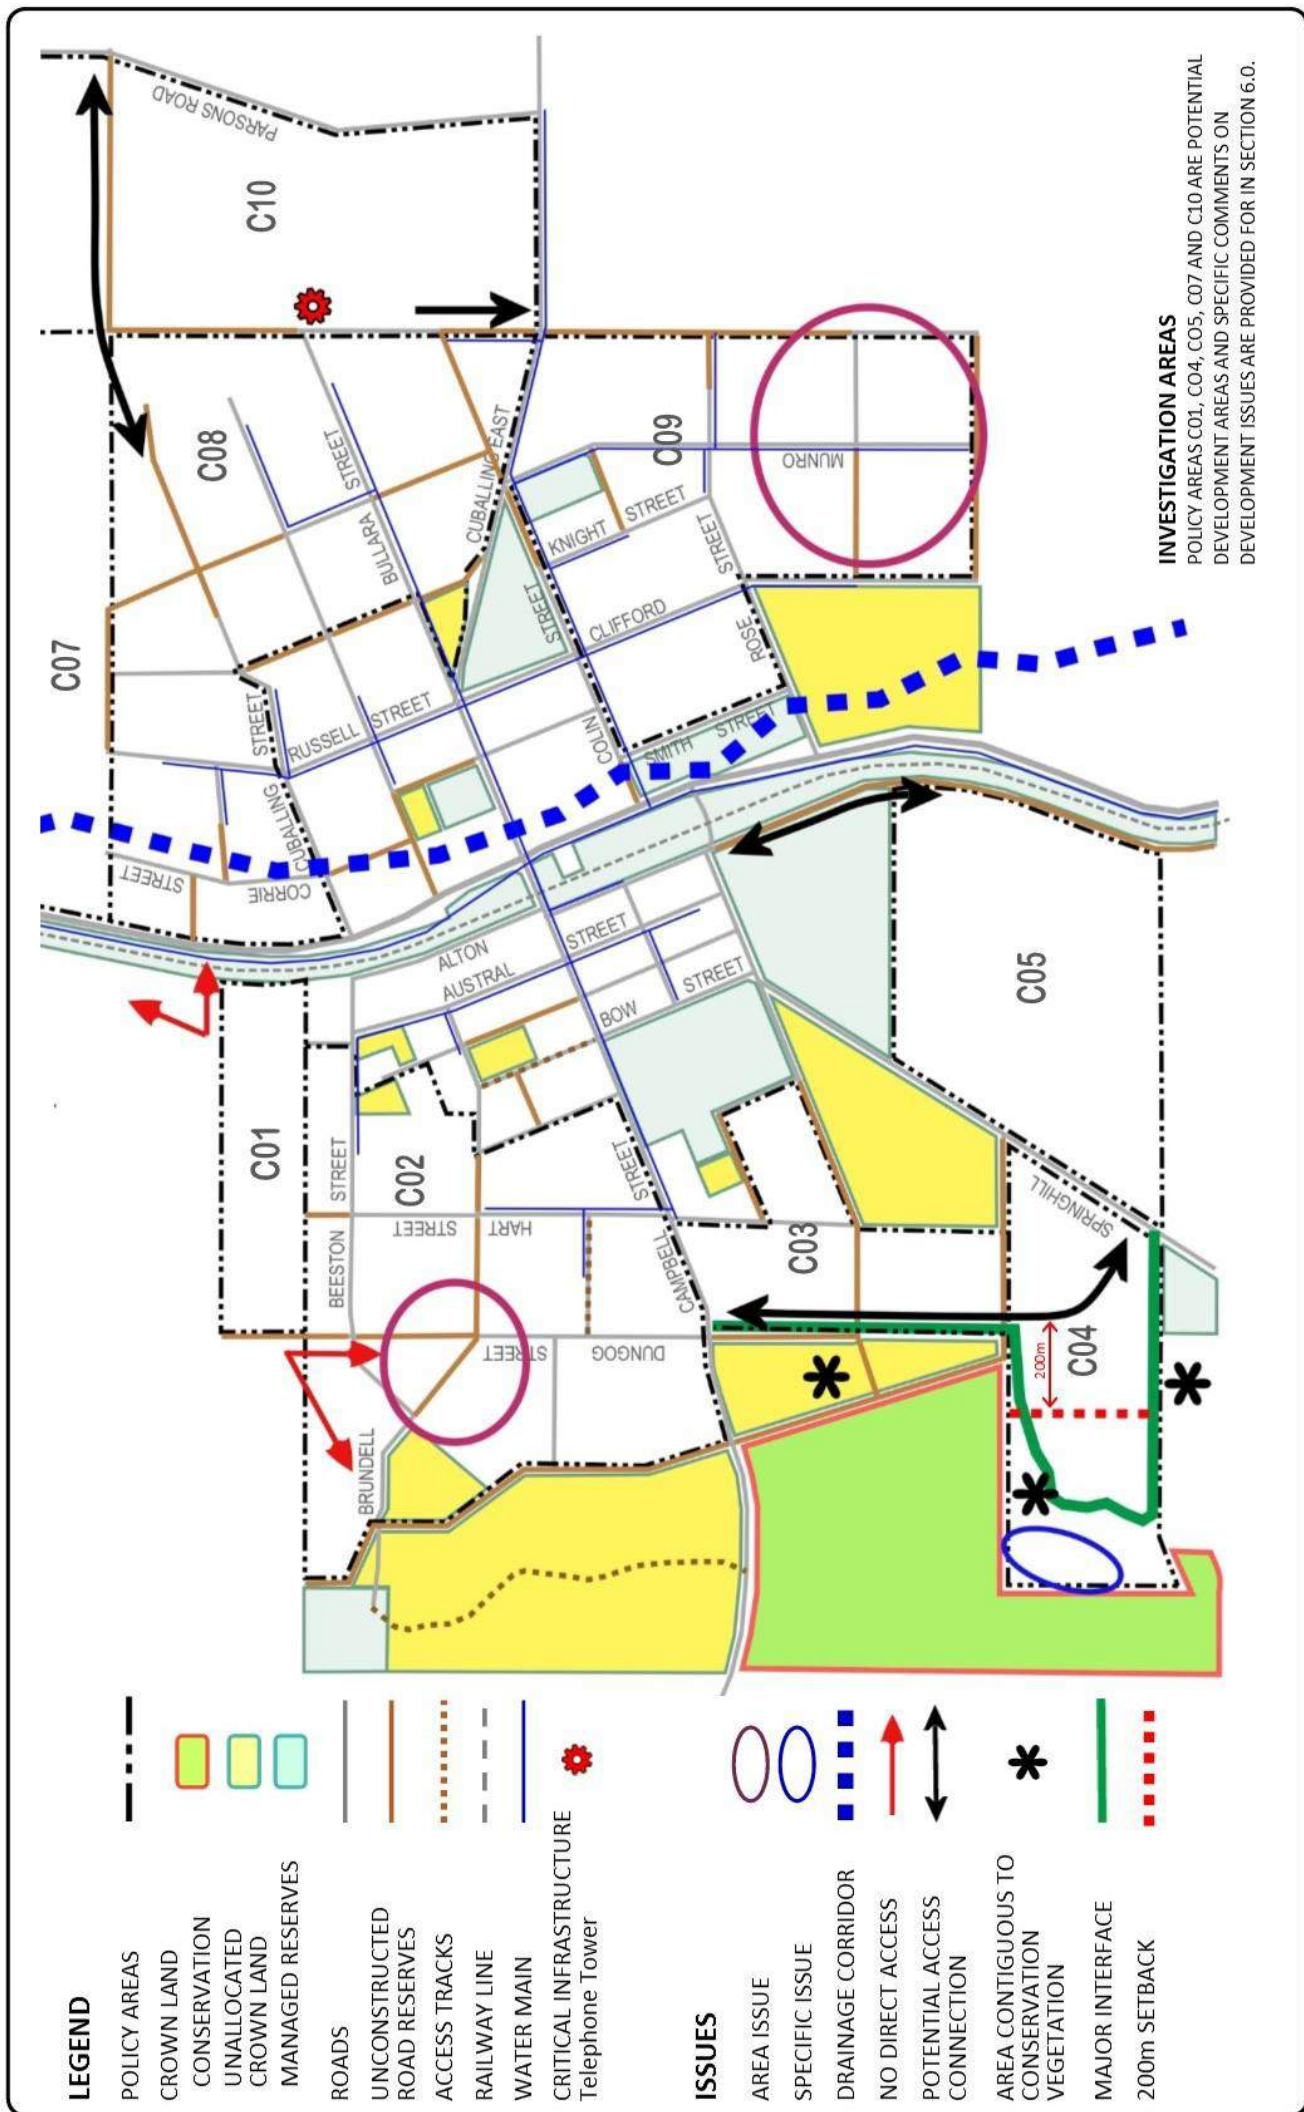 LEGEND
POLICY AREAS
CROWN LAND
CONSERVATION
UNALLOCATED
CROWN LAND
MANAGED RESERVES
ROADS
UNCONSTRUCTED
ROAD RESERVES
ACCESS TRACKS
RAILWAY LINE
WATER MAIN
CRITICAL INFRASTRUCTURE
Telephone Tower
ISSUES
AREA ISSUE
SPECIFIC ISSUE
DRAINAGE CORRIDOR
NO DIRECT ACCESS
POTENTIAL ACCESS
CONNECTION
AREA CONTIGUOUS TO
CONSERVATION
VEGETATION
MAJOR INTERFACE
200m SETBACK
INVESTIGATION AREAS
POLICY AREAS C01, C04, C05, C07 AND C10 ARE POTENTIAL
DEVELOPMENT AREAS AND SPECIFIC COMMENTS ON
DEVELOPMENT ISSUES ARE PROVIDED FOR IN SECTION 6.0.
C07
C10
PARSONS ROAD
C08
STREET
BULLARA
CUBALLING EAST
STREET
CUBALLING
RUSSELL
STREET
STREET
CORRIE
C09
MUNRO
KNIGHT
STREET
STREET
CLIFFORD
STREET
ROSE
COLIN
SMITH
STREET
ALTON
AUSTRAL
STREET
BOW
STREET
C01
BEESTON
STREET
C02
STREET
HART
STREET
CAMPBELL
STREET
DUNGOG
BRUNDELL
C03
C04
200m
SPRINGHILL
C05